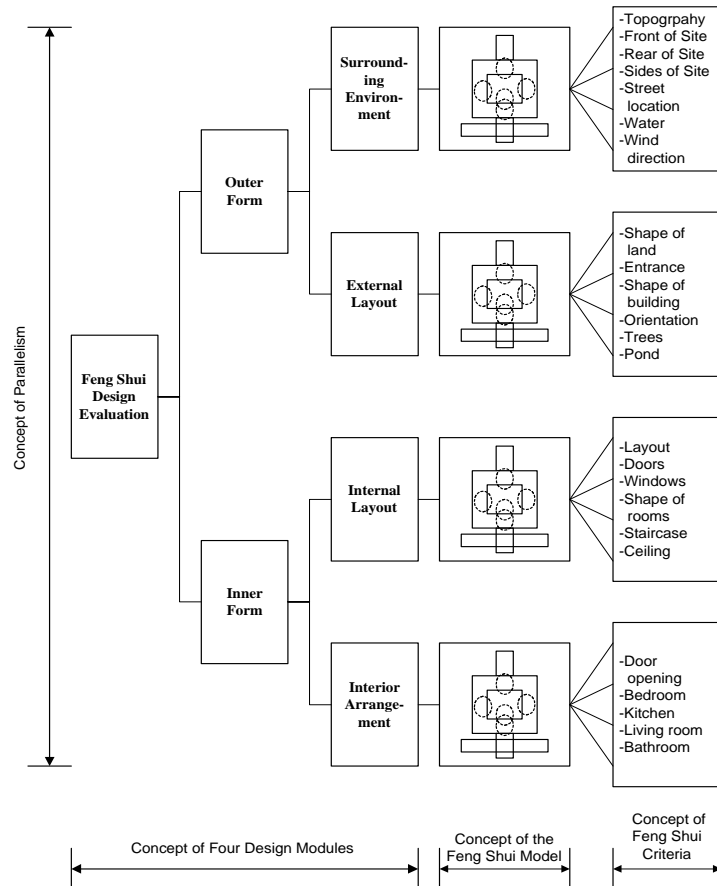 Concept of Parallelism
Feng Shui
Design
Evaluation
Outer
Form
Inner
Form
Surround-
ing
Environ-
ment
-Topogrpahy
-Front of Site
-Rear of Site
-Sides of Site
-Street
location
-Water
-Wind
direction
External
Layout
-Shape of
land
-Entrance
-Shape of
building
-Orientation
-Trees
-Pond
Internal
Layout
-Layout
-Doors
-Windows
-Shape of
rooms
-Staircase
-Ceiling
Interior
Arrange-
ment
-Door
opening
-Bedroom
-Kitchen
-Living room
-Bathroom
Concept of Four Design Modules
Concept of the
Feng Shui Model
Concept of
Feng Shui
Criteria